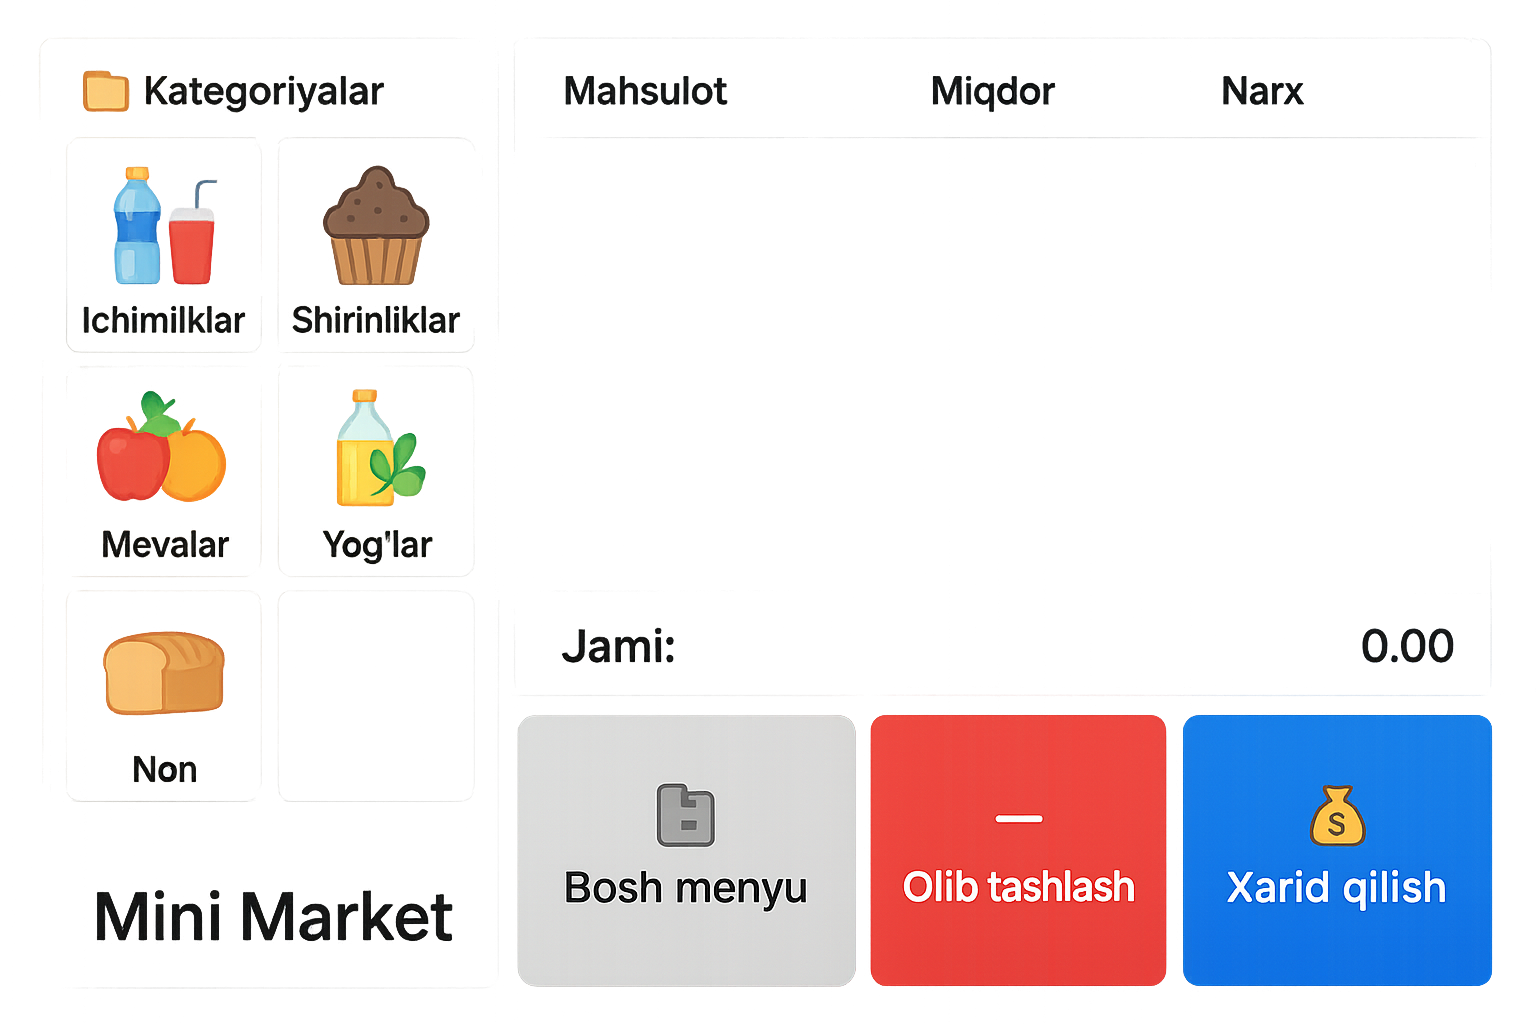 Kategoriyalar
Ichimilklar
Shirinliklar
Mevalar
Yog'lar
Non
Mini Market
Mahsulot Miqdor Narx
Jami: 0.00
Bosh menyu
Olib tashlash
S
Xarid qilish